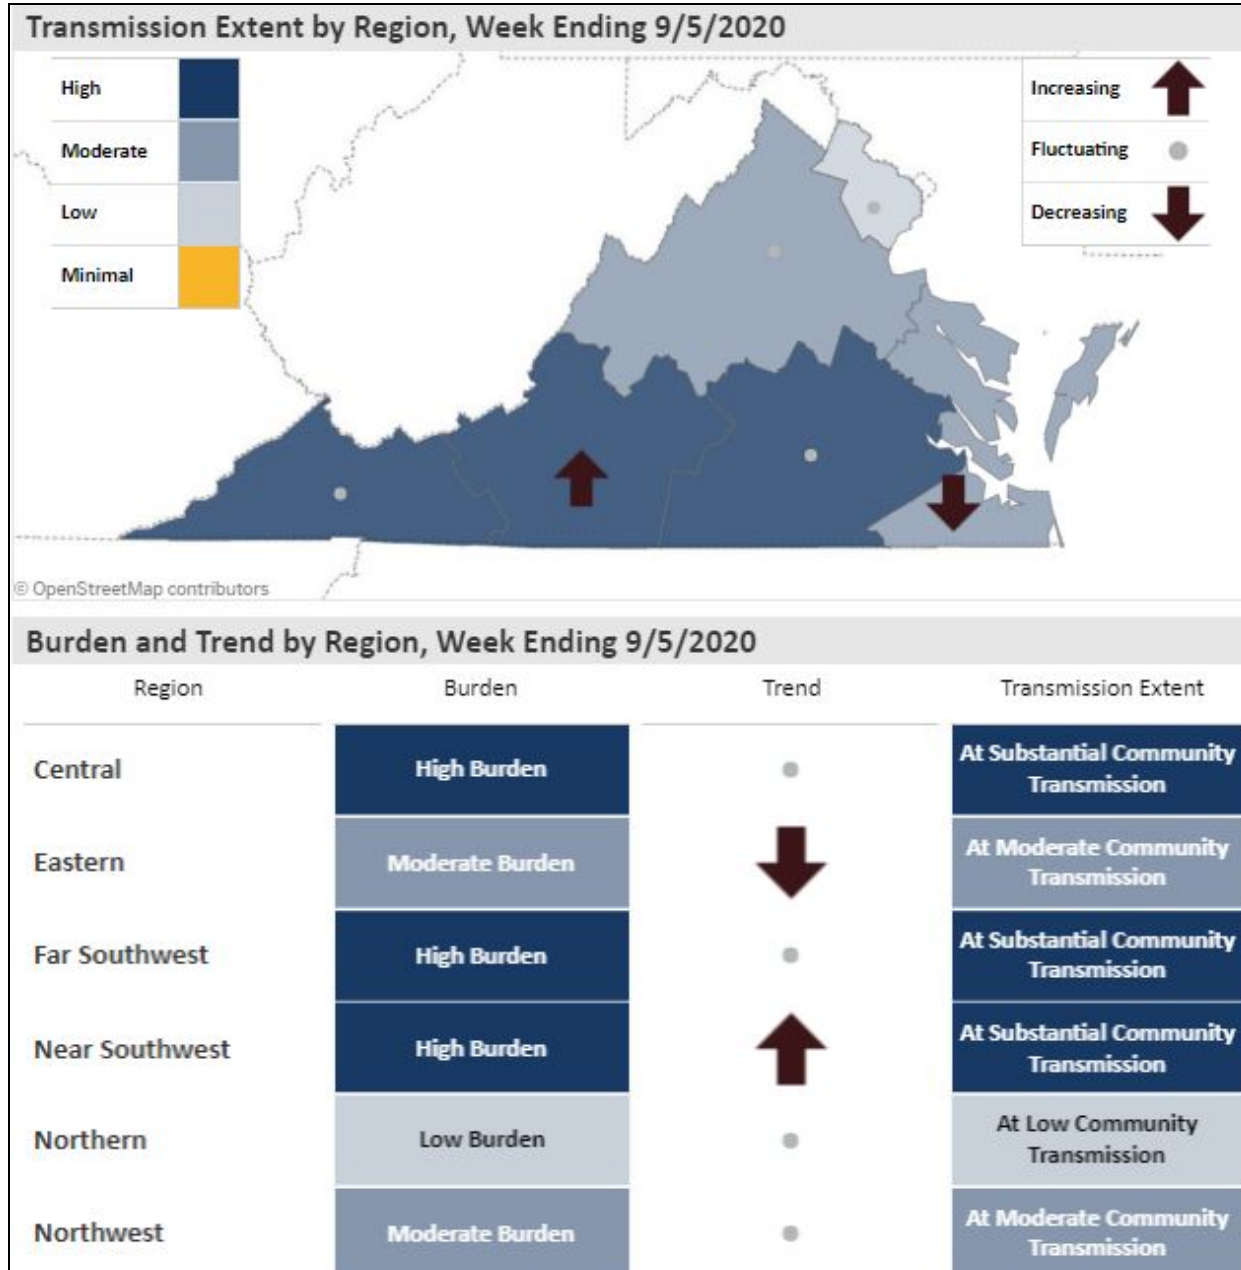 Transmission Extent by Region, Week Ending 9/5/2020
High
Moderate
Low
Minimal
Increasing
Fluctuating
Decreasing
© OpenStreetMap contributors
Burden and Trend by Region, Week Ending 9/5/2020
Region Burden Trend Transmission Extent
Central High Burden At Substantial Community
Transmission
Eastern Moderate Burden At Moderate Community
Transmission
Far Southwest High Burden At Substantial Community
Transmission
Near Southwest High Burden At Substantial Community
Transmission
Northern Low Burden At Low Community
Transmission
Northwest Moderate Burden At Moderate Community
Transmission